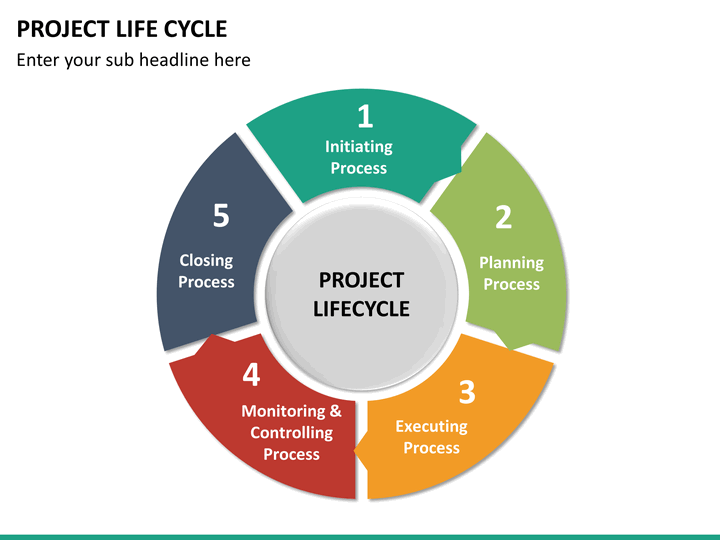 PROJECT LIFE CYCLE
Enter your sub headline here
1
Initiating
Process
2
Planning
Process
3
Executing
Process
4
Monitoring &
Controlling
Process
5
Closing
Process
PROJECT
LIFECYCLE